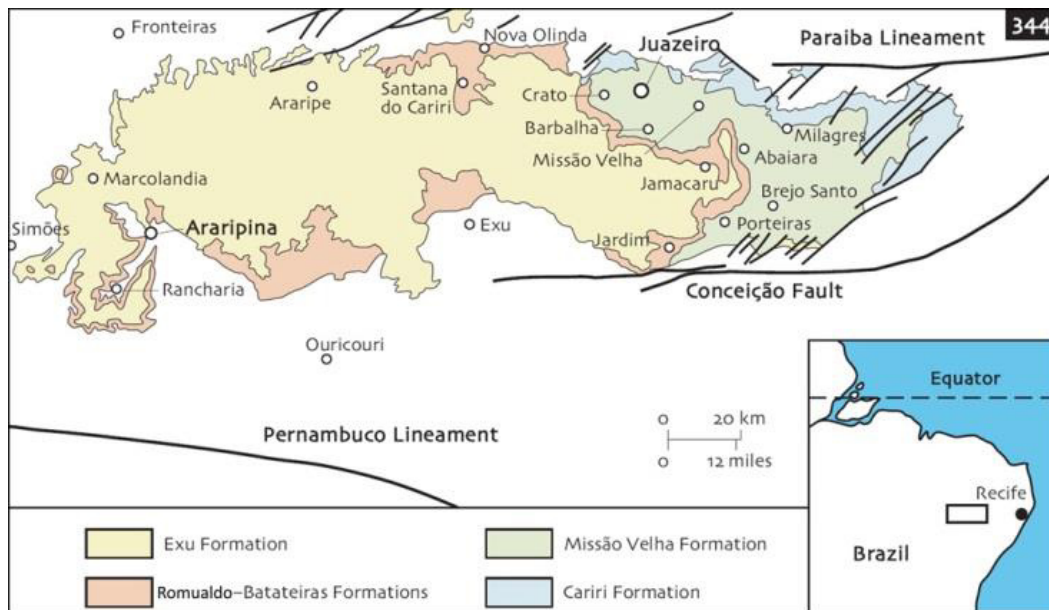 344
Fronteiras
Nova Olinda
Juazeiro
Paraiba Lineament
Araripe
Santana
do Cariri
Crato
Barbalha
Milagres
Missão Velha
Abaiara
Marcolandia
Jamacaru
Brejo Santo
Simões
Araripina
Exu
Porteiras
Jardim
Rancharia
Conceição Fault
Ouricouri
Equator
0 20 km
0 12 miles
Pernambuco Lineament
Recife
Brazil
Exu Formation
Missão Velha Formation
Romualdo–Batateiras Formations
Cariri Formation